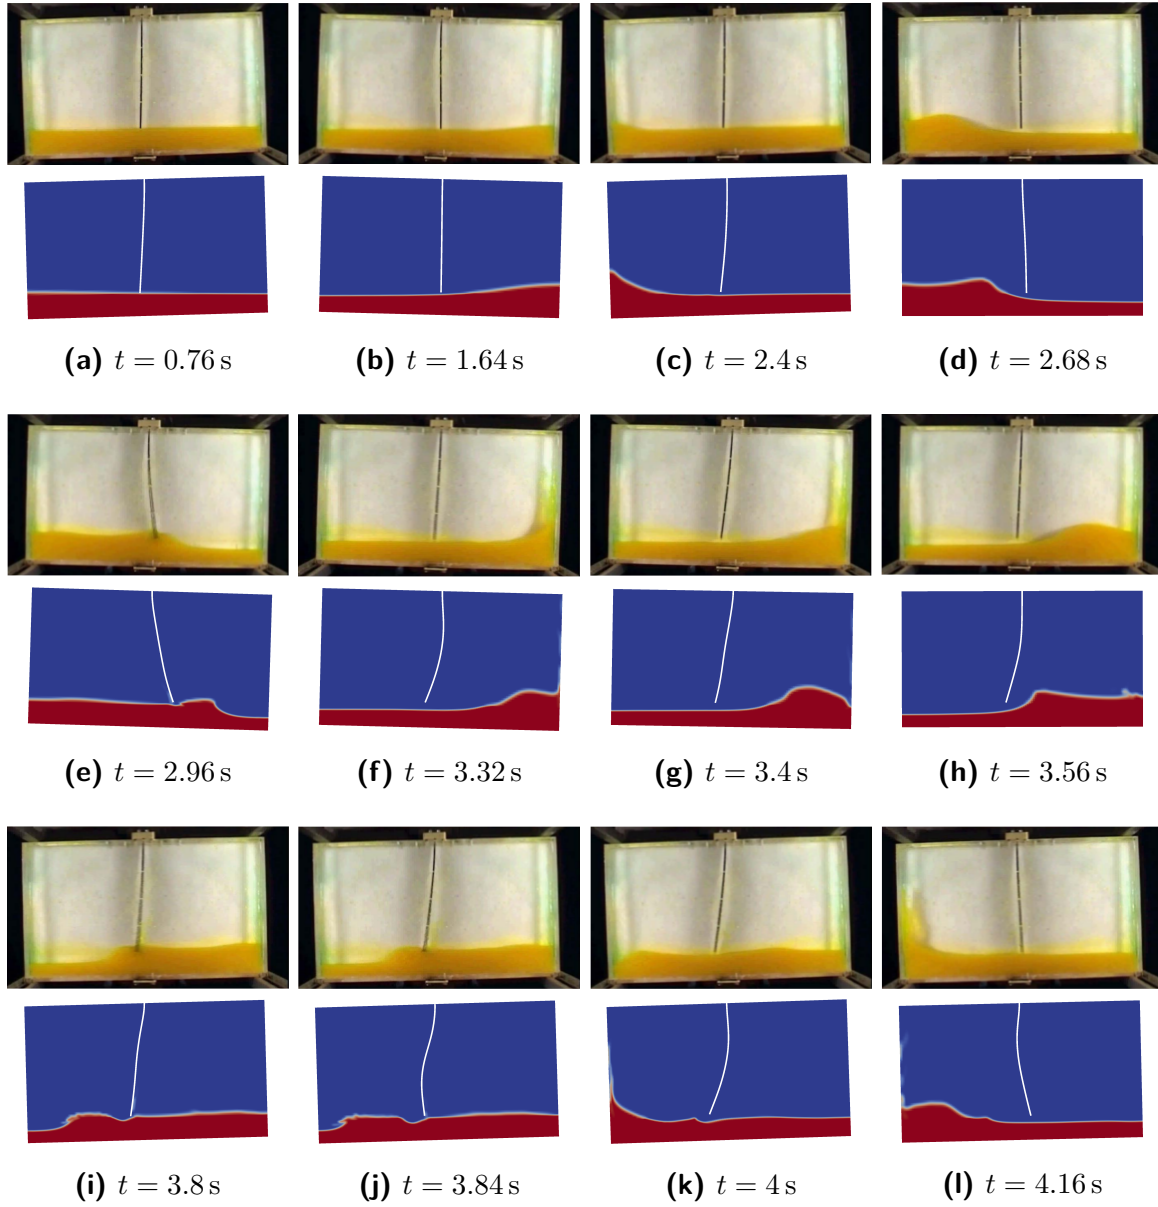 (a) t = 0.76 s
(b) t = 1.64 s
(c) t = 2.4 s
(d) t = 2.68 s
(e) t = 2.96 s
(f) t = 3.32 s
(g) t = 3.4 s
(h) t = 3.56 s
(i) t = 3.8 s
(j) t = 3.84 s
(k) t = 4 s
(l) t = 4.16 s